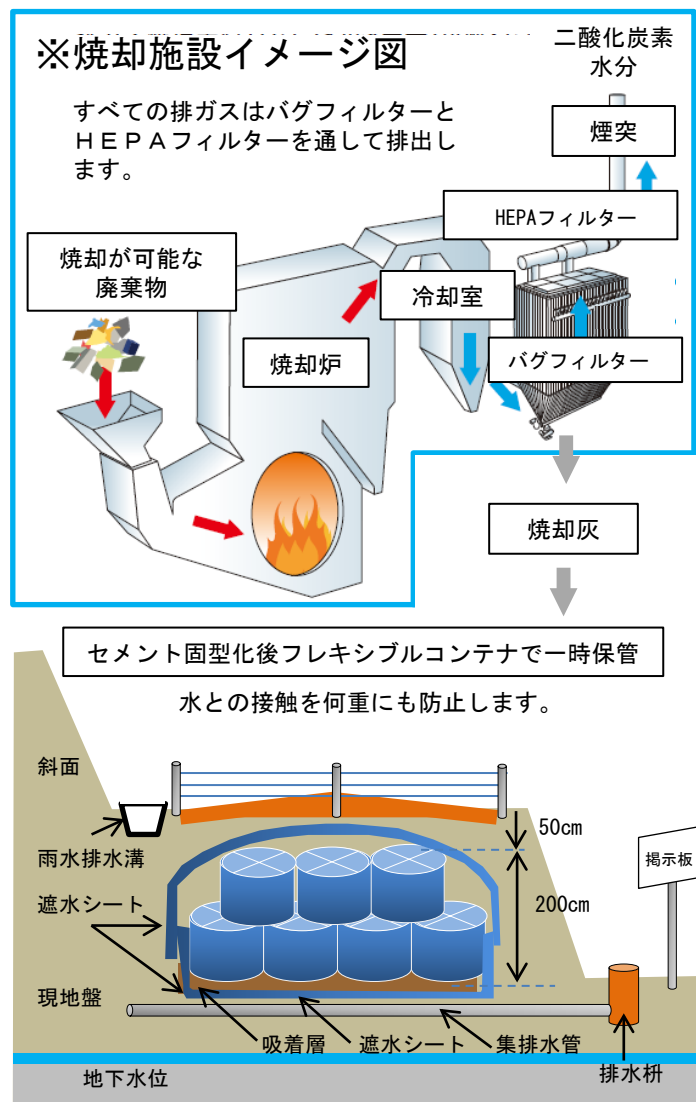 ※焼却施設イメージ図
二酸化炭素
水分
すべての排ガスはバグフィルターと
ＨＥＰＡフィルターを通して排出し
ます。
煙突
HEPAフィルター
焼却が可能な
廃棄物
冷却室
焼却炉
バグフィルター
焼却灰
セメント固型化後フレキシブルコンテナで一時保管
水との接触を何重にも防止します。
斜面
50cm
雨水排水溝
掲示板
遮水シート
200cm
現地盤
吸着層
遮水シート
集排水管
排水枡
地下水位